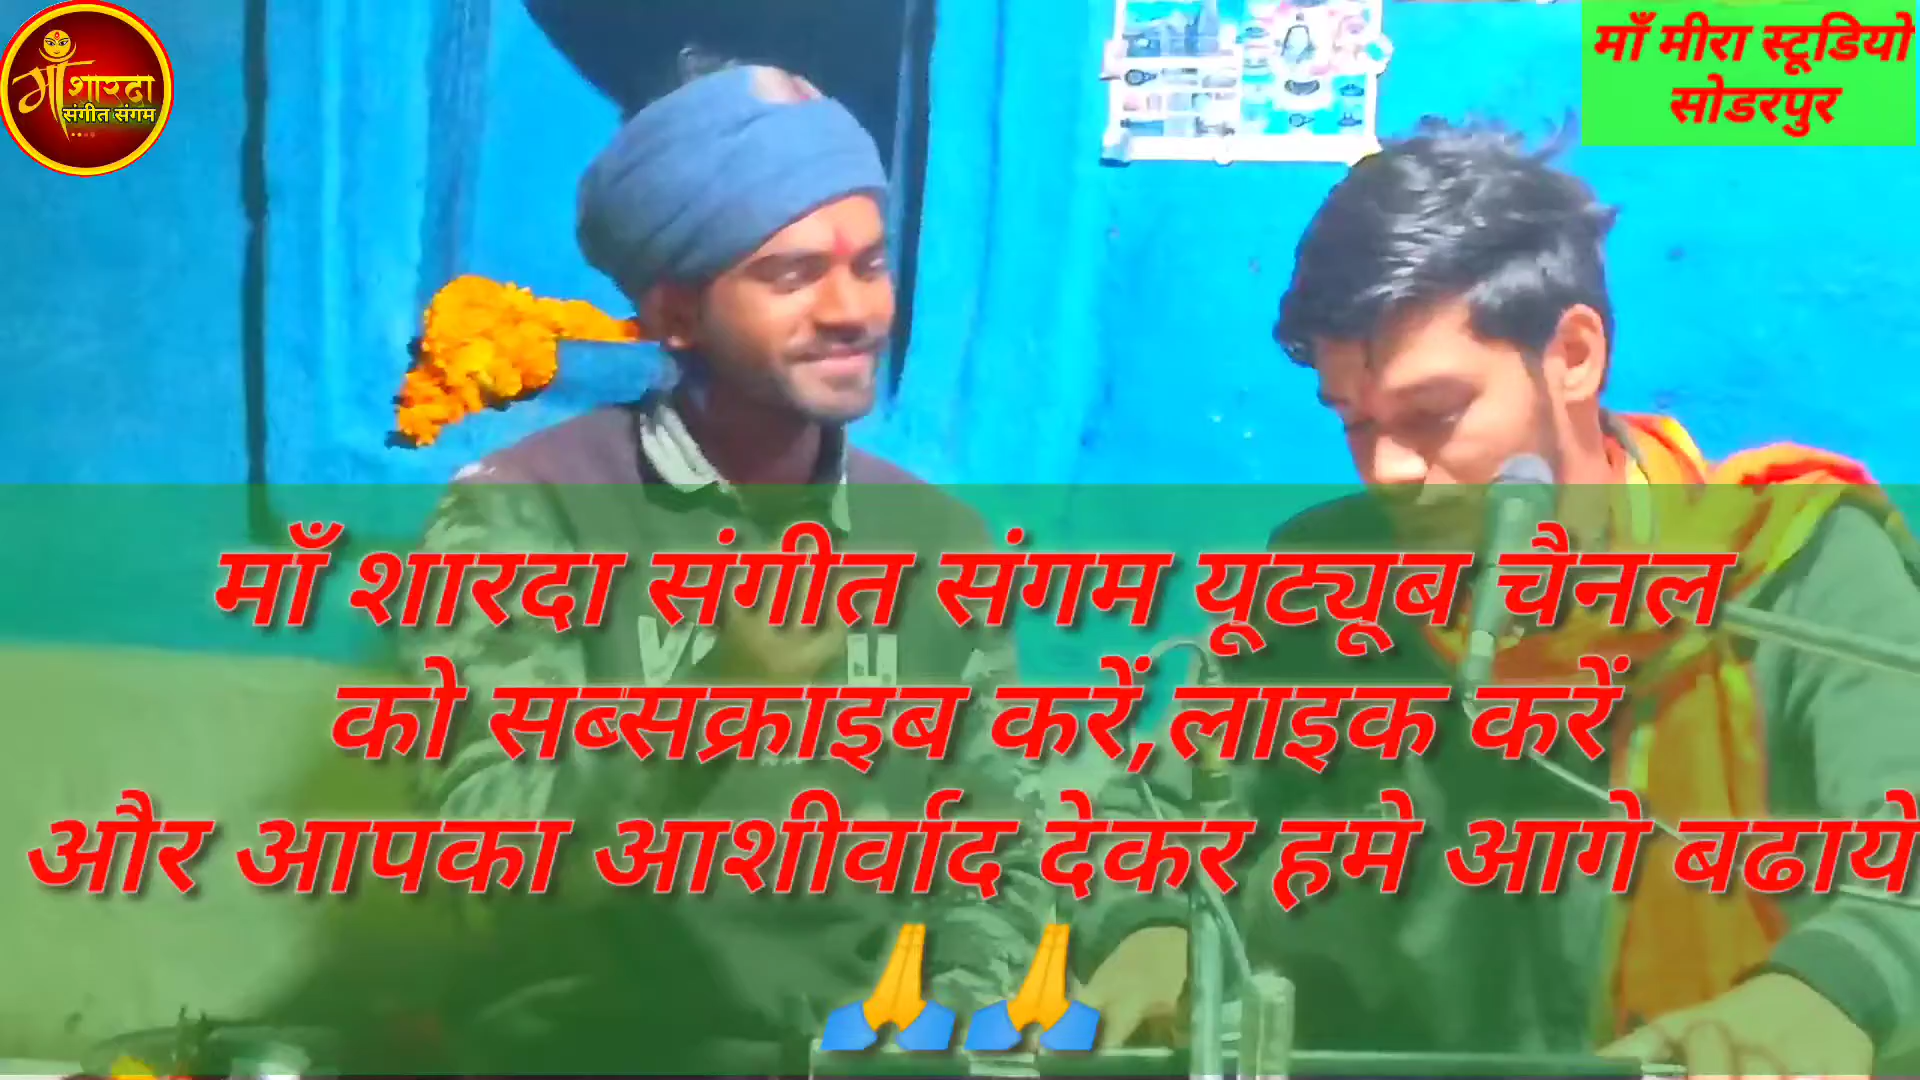 माँ शारदा
संगीत संगम
माँ मीरा स्टूडियो
सोडरपुर
माँ शारदा संगीत संगम यूट्यूब चैनल
को सब्सक्राइब करें,लाइक करें
और आपका आशीर्वाद देकर हमे आगे बढाये
🙏🙏